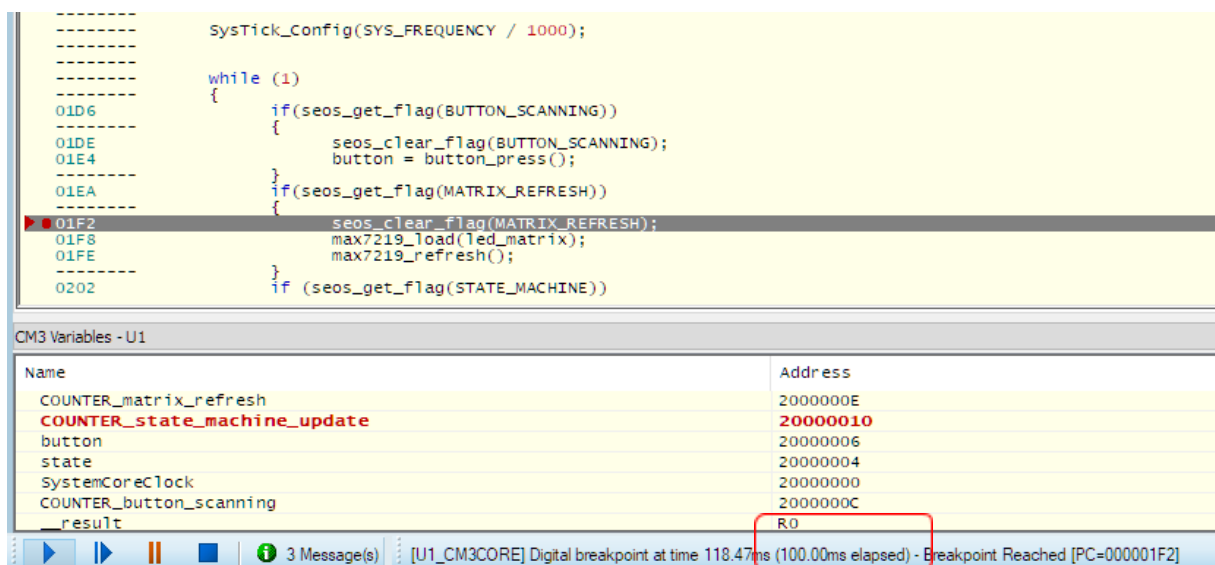 --------
-------- SysTick_Config(SYS_FREQUENCY / 1000);
--------
--------
-------- while (1)
-------- {
01D6 if(seos_get_flag(BUTTON_SCANNING))
-------- {
01DE seos_clear_flag(BUTTON_SCANNING);
01E4 button = button_press();
-------- }
01EA if(seos_get_flag(MATRIX_REFRESH))
-------- {
01F2 seos_clear_flag(MATRIX_REFRESH);
01F8 max7219_load(led_matrix);
01FE max7219_refresh();
-------- }
0202 if (seos_get_flag(STATE_MACHINE))
CM3 Variables - U1
Name Address
COUNTER_matrix_refresh 2000000E
COUNTER_state_machine_update 20000010
button 20000006
state 20000004
SystemCoreClock 20000000
COUNTER_button_scanning 2000000C
__result R0
3 Message(s) [U1_CM3CORE] Digital breakpoint at time 118.47ms (100.00ms elapsed) - Breakpoint Reached [PC=000001F2]